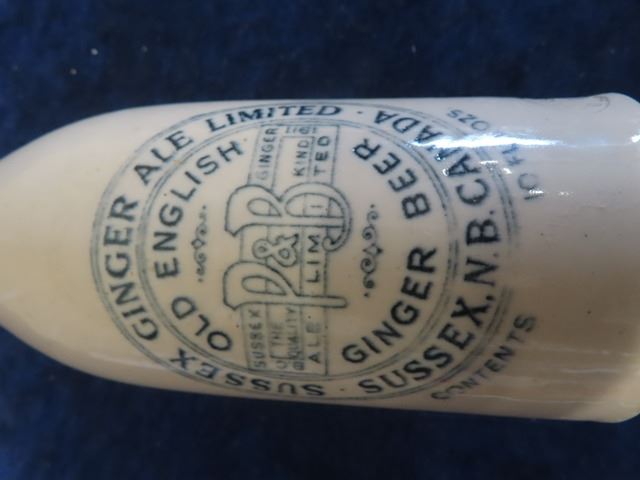 SUSSEX GINGER ALE LIMITED ·
OLD ENGLISH
P&B
SUSSEX GINGER
OF THE KIND
QUALITY
ALE LIMITED
GINGER BEER
· SUSSEX, N.B. CANADA
CONTENTS 10 FL. OZS